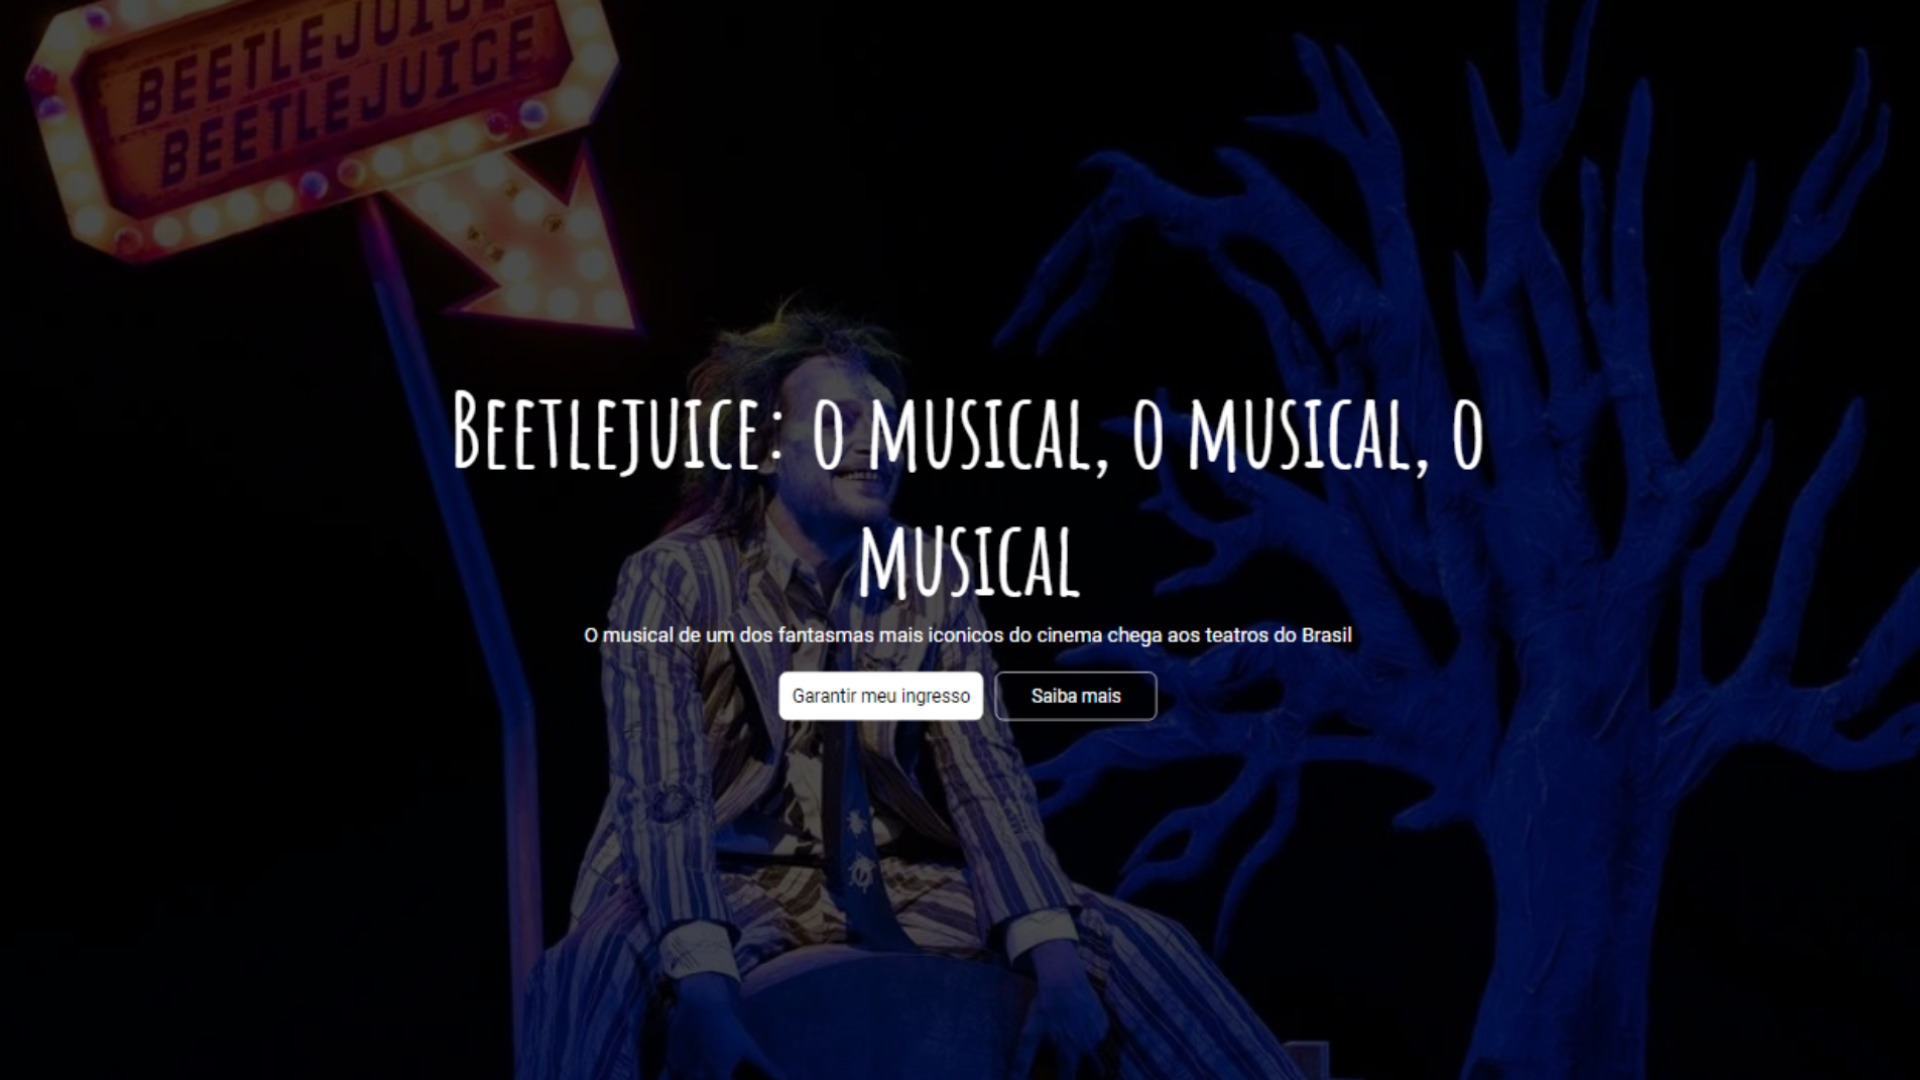 BEETLEJUICE
BEETLEJUICE
Beetlejuice: o musical, o musical, o
musical
O musical de um dos fantasmas mais iconicos do cinema chega aos teatros do Brasil
Garantir meu ingresso
Saiba mais